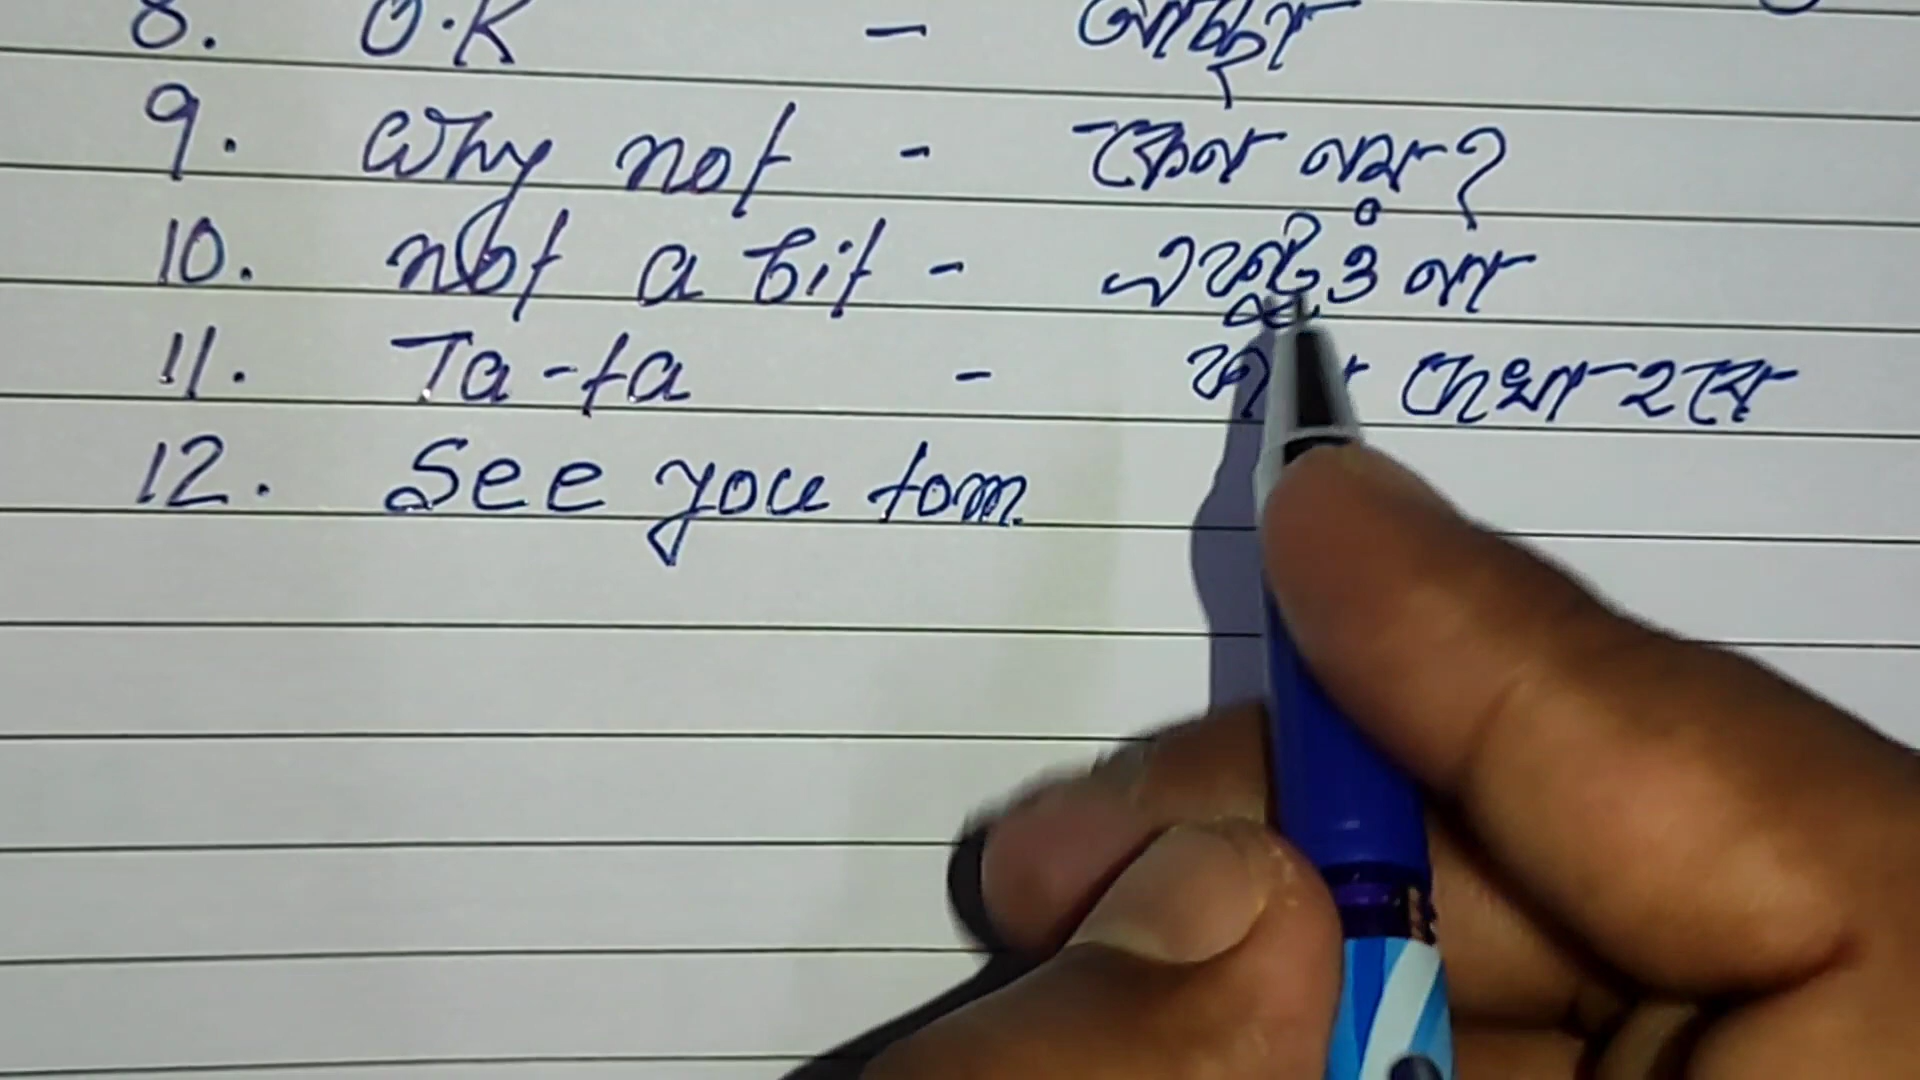 8. O.K - আচ্ছা
9. Why not - কেন নয়?
10. not a bit - একটুও না
11. Ta-ta - দেখা হবে
12. See you tom